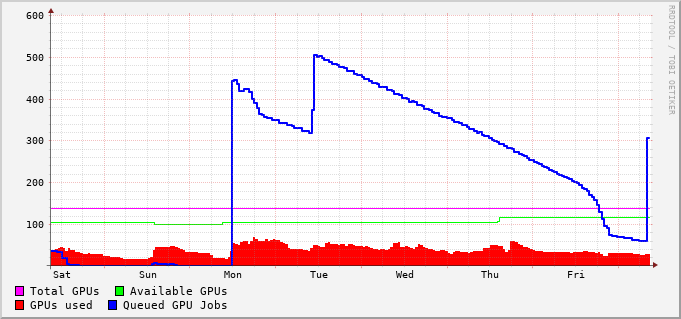 600
500
400
300
200
100
Sat Sun Mon Tue Wed Thu Fri
Total GPUs Available GPUs
GPUs used Queued GPU Jobs
RRDTOOL / TOBI OETIKER